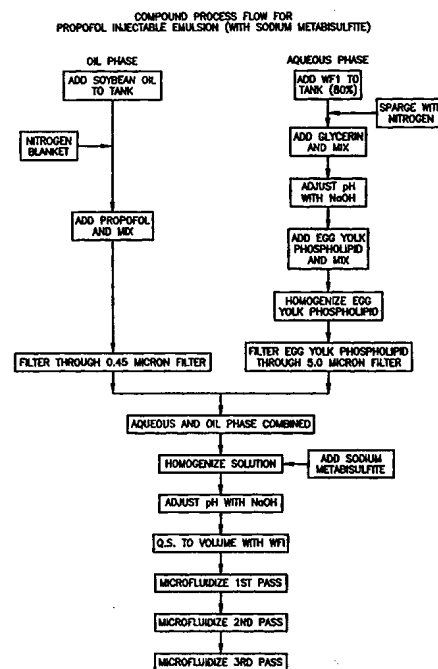 COMPOUND PROCESS FLOW FOR
PROPOFOL INJECTABLE EMULSION (WITH SODIUM METABISULFITE)
OIL PHASE
ADD SOYBEAN OIL
TO TANK
NITROGEN
BLANKET
ADD PROPOFOL
AND MIX
FILTER THROUGH 0.45 MICRON FILTER
AQUEOUS PHASE
ADD WF1 TO
TANK (80%)
SPARGE WITH
NITROGEN
ADD GLYCERIN
AND MIX
ADJUST pH
WITH NaOH
ADD EGG YOLK
PHOSPHOLIPID
AND MIX
HOMOGENIZE EGG
YOLK PHOSPHOLIPID
FILTER EGG YOLK PHOSPHOLIPID
THROUGH 5.0 MICRON FILTER
AQUEOUS AND OIL PHASE COMBINED
HOMOGENIZE SOLUTION
ADD SODIUM
METABISULFITE
ADJUST pH WITH NaOH
Q.S. TO VOLUME WITH WFI
MICROFLUIDIZE 1ST PASS
MICROFLUIDIZE 2ND PASS
MICROFLUIDIZE 3RD PASS